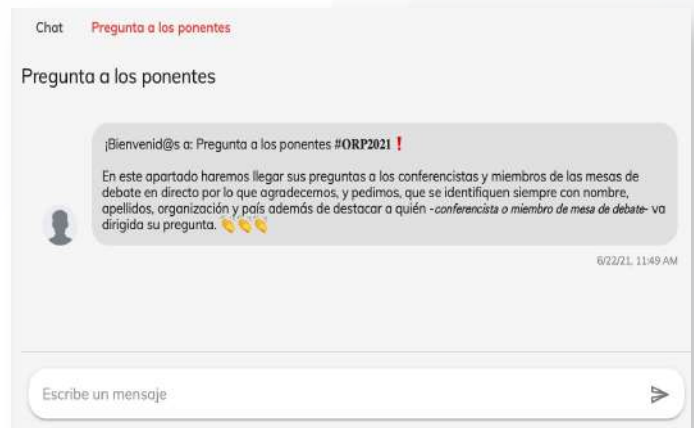 Chat Pregunta a los ponentes
Pregunta a los ponentes
¡Bienvenid@s a: Pregunta a los ponentes #ORP2021❗
En este apartado haremos llegar sus preguntas a los conferencistas y miembros de las mesas de
debate en directo por lo que agradecemos, y pedimos, que se identifiquen siempre con nombre,
apellidos, organización y país además de destacar a quién -conferencista o miembro de mesa de debate- va
dirigida su pregunta. 👏👏👏
6/22/21, 11:49 AM
Escribe un mensaje